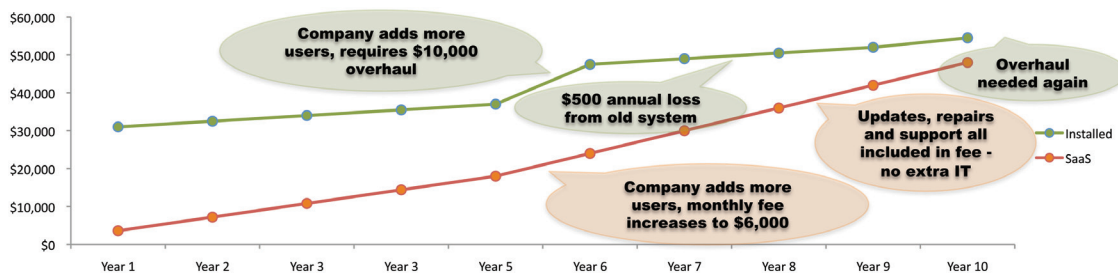 $60,000
$50,000
$40,000
$30,000
$20,000
$10,000
$0
Company adds more
users, requires $10,000
overhaul
$500 annual loss
from old system
Overhaul
needed again
Updates, repairs
and support all
included in fee -
no extra IT
Company adds more
users, monthly fee
increases to $6,000
Installed
SaaS
Year 1 Year 2 Year 3 Year 3 Year 5 Year 6 Year 7 Year 8 Year 9 Year 10